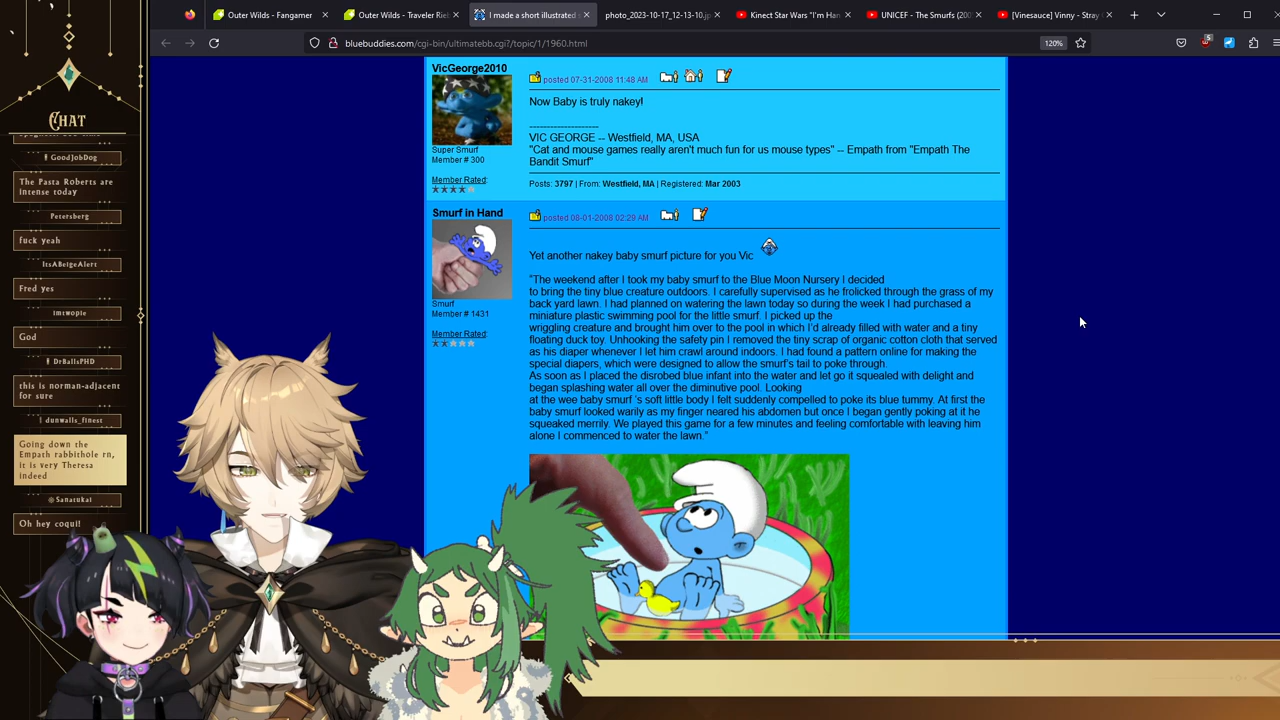 Outer Wilds - Fangamer
Outer Wilds - Traveler Rie
I made a short illustrated
photo_2023-10-17_12-13-10.jp
Kinect Star Wars "I'm Han
UNICEF - The Smurfs (200
[Vinesauce] Vinny - Stray
bluebuddies.com/cgi-bin/ultimatebb.cgi?/topic/1/1960.html
120%
5
CHAT
GoodJobDog
The Pasta Roberts are
intense today
Petersberg
fuck yeah
ItsABeigeAlert
Fred yes
imtwopie
God
DrBallsPHD
this is norman-adjacent
for sure
dunwalls_finest
Going down the
Empath rabbithole rn,
it is very Theresa
indeed
Sanatukai
Oh hey coqui!
VicGeorge2010
Super Smurf
Member # 300
Member Rated:
posted 07-31-2008 11:48 AM
Now Baby is truly nakey!
--------------------
VIC GEORGE -- Westfield, MA, USA
"Cat and mouse games really aren't much fun for us mouse types" -- Empath from "Empath The
Bandit Smurf"
Posts: 3797 | From: Westfield, MA | Registered: Mar 2003
Smurf in Hand
Smurf
Member # 1431
Member Rated:
posted 08-01-2008 02:29 AM
Yet another nakey baby smurf picture for you Vic
"The weekend after I took my baby smurf to the Blue Moon Nursery I decided
to bring the tiny blue creature outdoors. I carefully supervised as he frolicked through the grass of my
back yard lawn. I had planned on watering the lawn today so during the week I had purchased a
miniature plastic swimming pool for the little smurf. I picked up the
wriggling creature and brought him over to the pool in which I'd already filled with water and a tiny
floating duck toy. Unhooking the safety pin I removed the tiny scrap of organic cotton cloth that served
as his diaper whenever I let him crawl around indoors. I had found a pattern online for making the
special diapers, which were designed to allow the smurf's tail to poke through.
As soon as I placed the disrobed blue infant into the water and let go it squealed with delight and
began splashing water all over the diminutive pool. Looking
at the wee baby smurf 's soft little body I felt suddenly compelled to poke its blue tummy. At first the
baby smurf looked warily as my finger neared his abdomen but once I began gently poking at it he
squeaked merrily. We played this game for a few minutes and feeling comfortable with leaving him
alone I commenced to water the lawn."